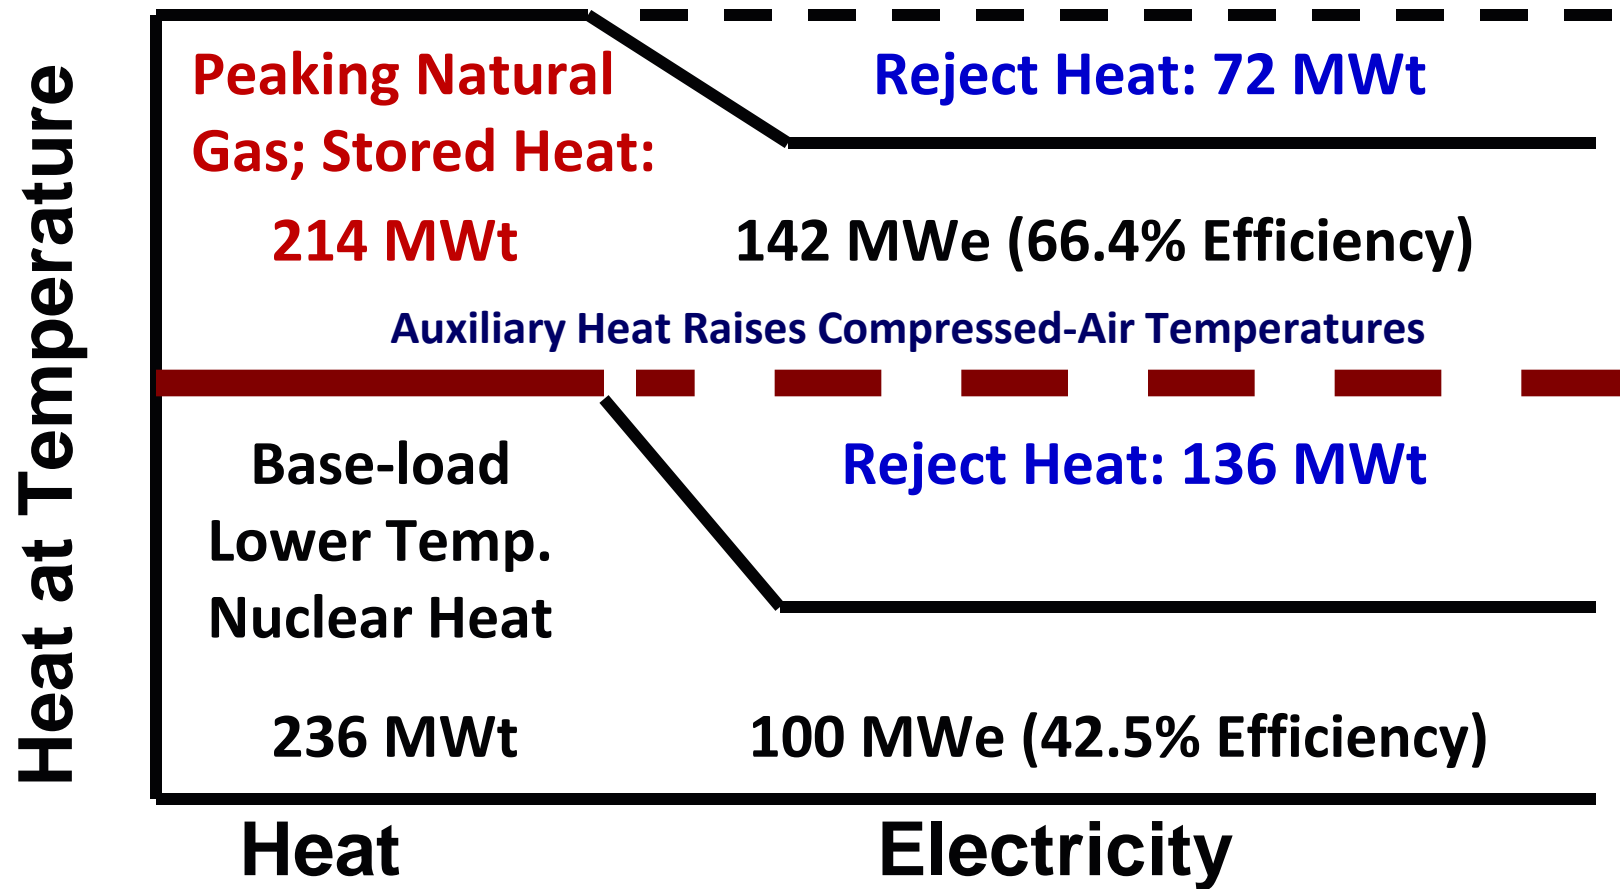 Heat at Temperature
Peaking Natural
Gas; Stored Heat:
214 MWt
Reject Heat: 72 MWt
142 MWe (66.4% Efficiency)
Auxiliary Heat Raises Compressed-Air Temperatures
Base-load
Lower Temp.
Nuclear Heat
236 MWt
Reject Heat: 136 MWt
100 MWe (42.5% Efficiency)
Heat
Electricity